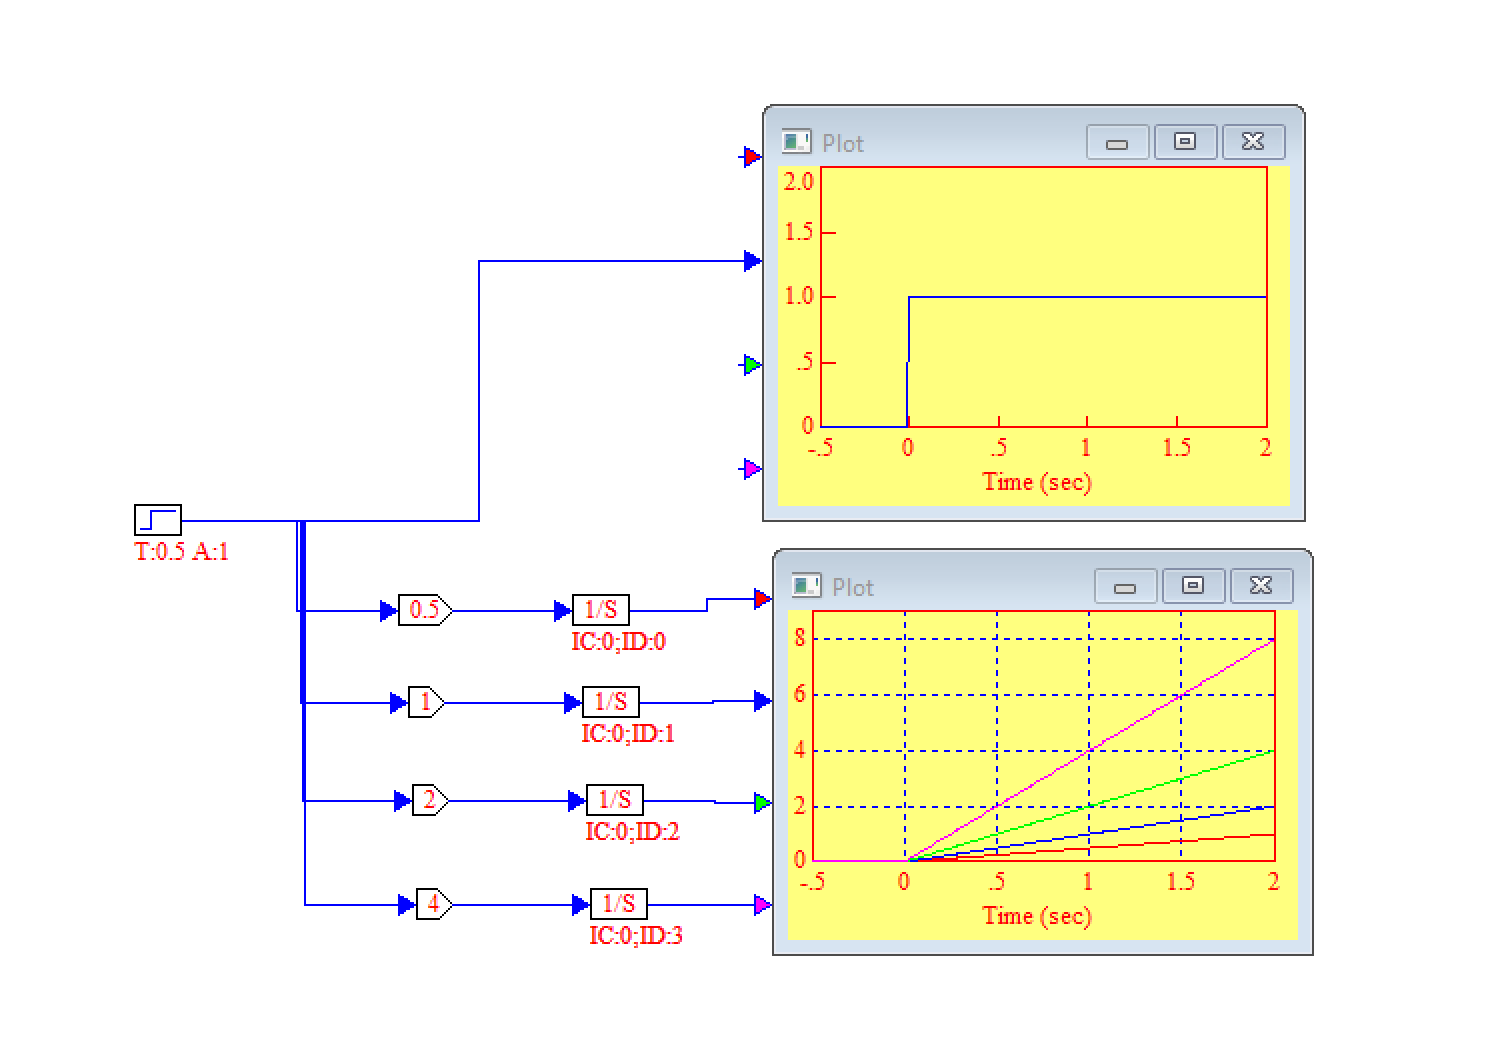 Plot
2.0
1.5
1.0
.5
0
-.5 0 .5 1 1.5 2
Time (sec)
T:0.5 A:1
Plot
0.5 1/S
IC:0;ID:0
1 1/S
IC:0;ID:1
2 1/S
IC:0;ID:2
4 1/S
IC:0;ID:3
8
6
4
2
0
-.5 0 .5 1 1.5 2
Time (sec)